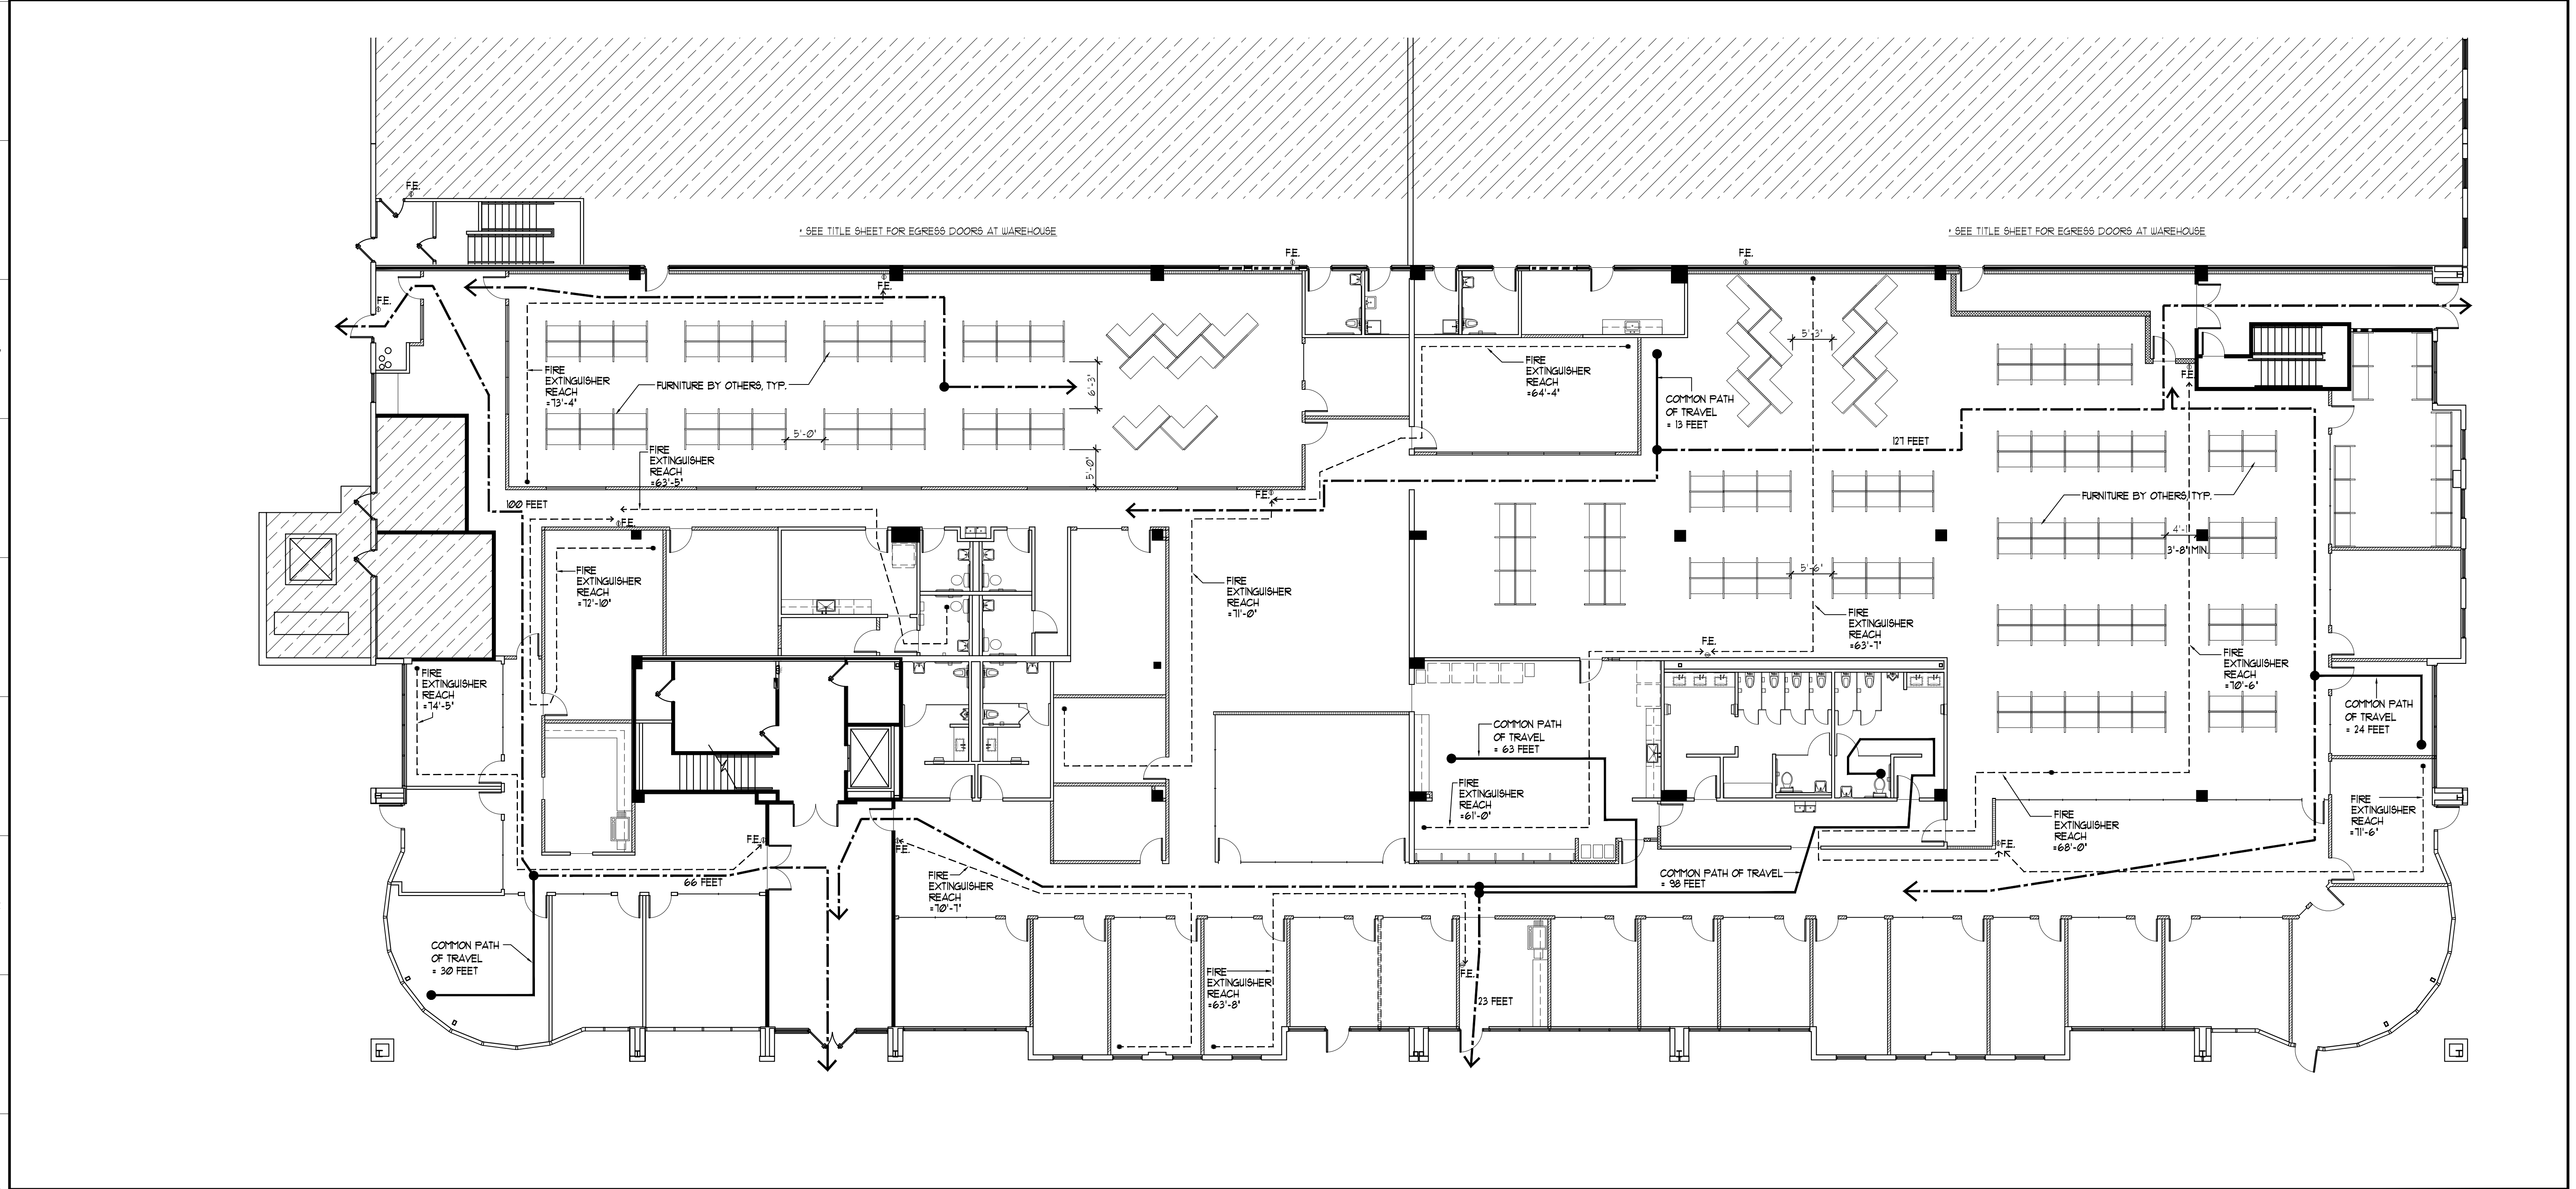 F.E.
* SEE TITLE SHEET FOR EGRESS DOORS AT WAREHOUSE
* SEE TITLE SHEET FOR EGRESS DOORS AT WAREHOUSE
F.E.
F.E.
F.E.
F.E.
FIRE
EXTINGUISHER
REACH
=73'-4"
FURNITURE BY OTHERS, TYP.
6'-3"
5'-0"
5'-0"
FIRE
EXTINGUISHER
REACH
=63'-5"
FIRE
EXTINGUISHER
REACH
=64'-4"
COMMON PATH
OF TRAVEL
= 13 FEET
5'-3"
F.E.
127 FEET
FURNITURE BY OTHERS, TYP.
4'-1"
3'-8" MIN.
100 FEET
F.E.
F.E.
FIRE
EXTINGUISHER
REACH
=72'-10"
FIRE
EXTINGUISHER
REACH
=71'-0"
5'-6"
FIRE
EXTINGUISHER
REACH
=63'-7"
F.E.
FIRE
EXTINGUISHER
REACH
=70'-6"
FIRE
EXTINGUISHER
REACH
=74'-5"
COMMON PATH
OF TRAVEL
= 63 FEET
COMMON PATH
OF TRAVEL
= 24 FEET
FIRE
EXTINGUISHER
REACH
=61'-0"
FIRE
EXTINGUISHER
REACH
=68'-0"
FIRE
EXTINGUISHER
REACH
=71'-6"
F.E.
F.E.
F.E.
66 FEET
FIRE
EXTINGUISHER
REACH
=70'-7"
COMMON PATH OF TRAVEL
= 98 FEET
COMMON PATH
OF TRAVEL
= 30 FEET
FIRE
EXTINGUISHER
REACH
=63'-8"
F.E.
23 FEET